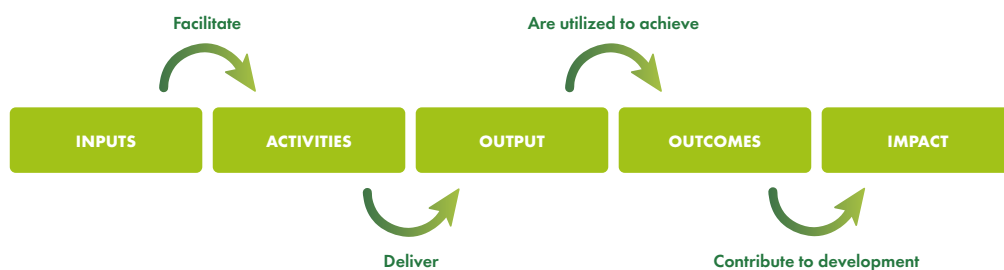 Facilitate
Are utilized to achieve
INPUTS
ACTIVITIES
OUTPUT
OUTCOMES
IMPACT
Deliver
Contribute to development